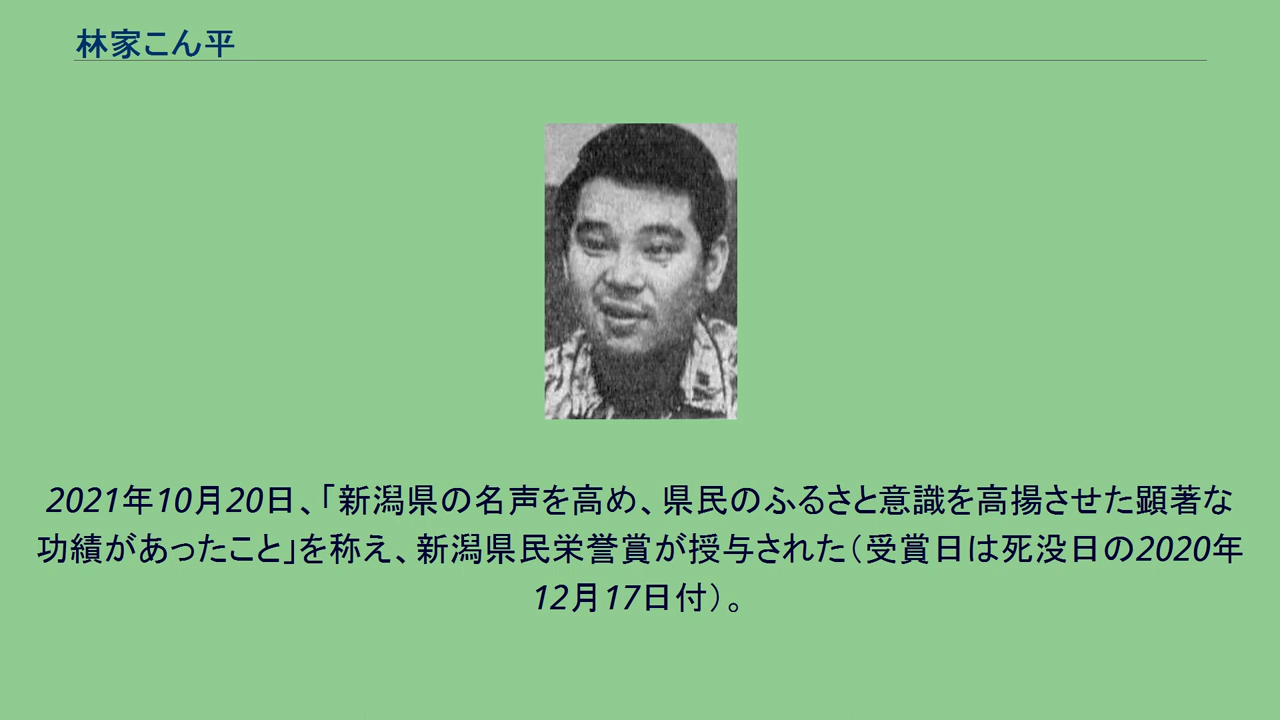 林家こん平
2021年10月20日、「新潟県の名声を高め、県民のふるさと意識を高揚させた顕著な
功績があったこと」を称え、新潟県民栄誉賞が授与された（受賞日は死没日の2020年
12月17日付）。